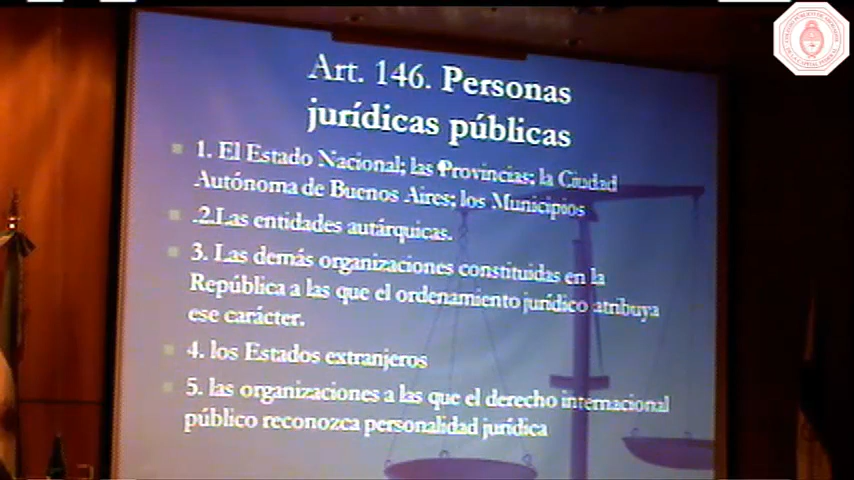 Art. 146. Personas
jurídicas públicas
1. El Estado Nacional; las Provincias; la Ciudad
Autónoma de Buenos Aires; los Municipios
.2.Las entidades autárquicas.
3. Las demás organizaciones constituidas en la
República a las que el ordenamiento jurídico atribuya
ese carácter.
4. los Estados extranjeros
5. las organizaciones a las que el derecho internacional
público reconozca personalidad jurídica